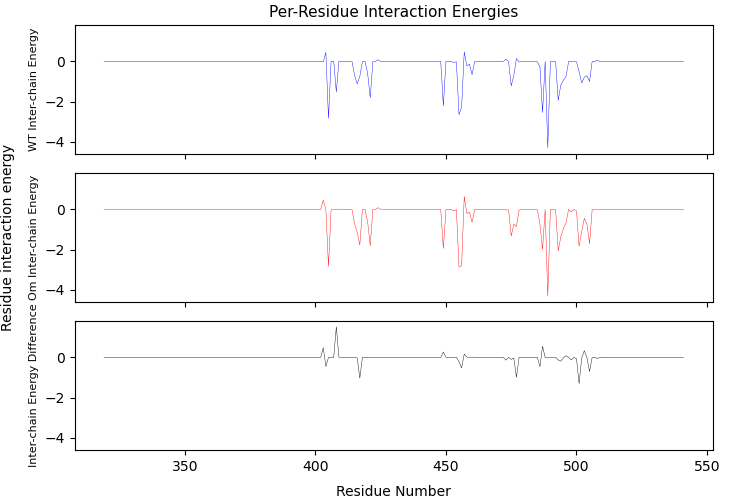 Per-Residue Interaction Energies
Residue interaction energy
WT Inter-chain Energy
0
−2
−4
Om Inter-chain Energy
0
−2
−4
Inter-chain Energy Difference
0
−2
−4
350
400
450
500
550
Residue Number